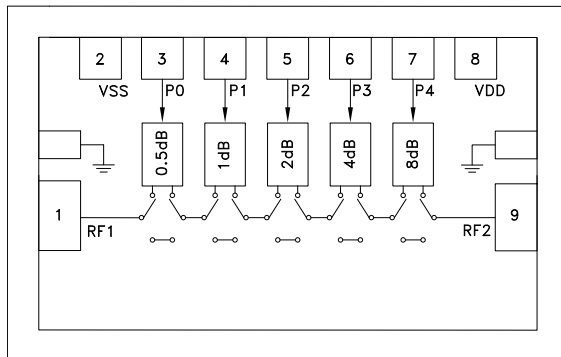 2 3 4 5 6 7 8
VSS P0 P1 P2 P3 P4 VDD
0.5dB 1dB 2dB 4dB 8dB
1 9
RF1 RF2